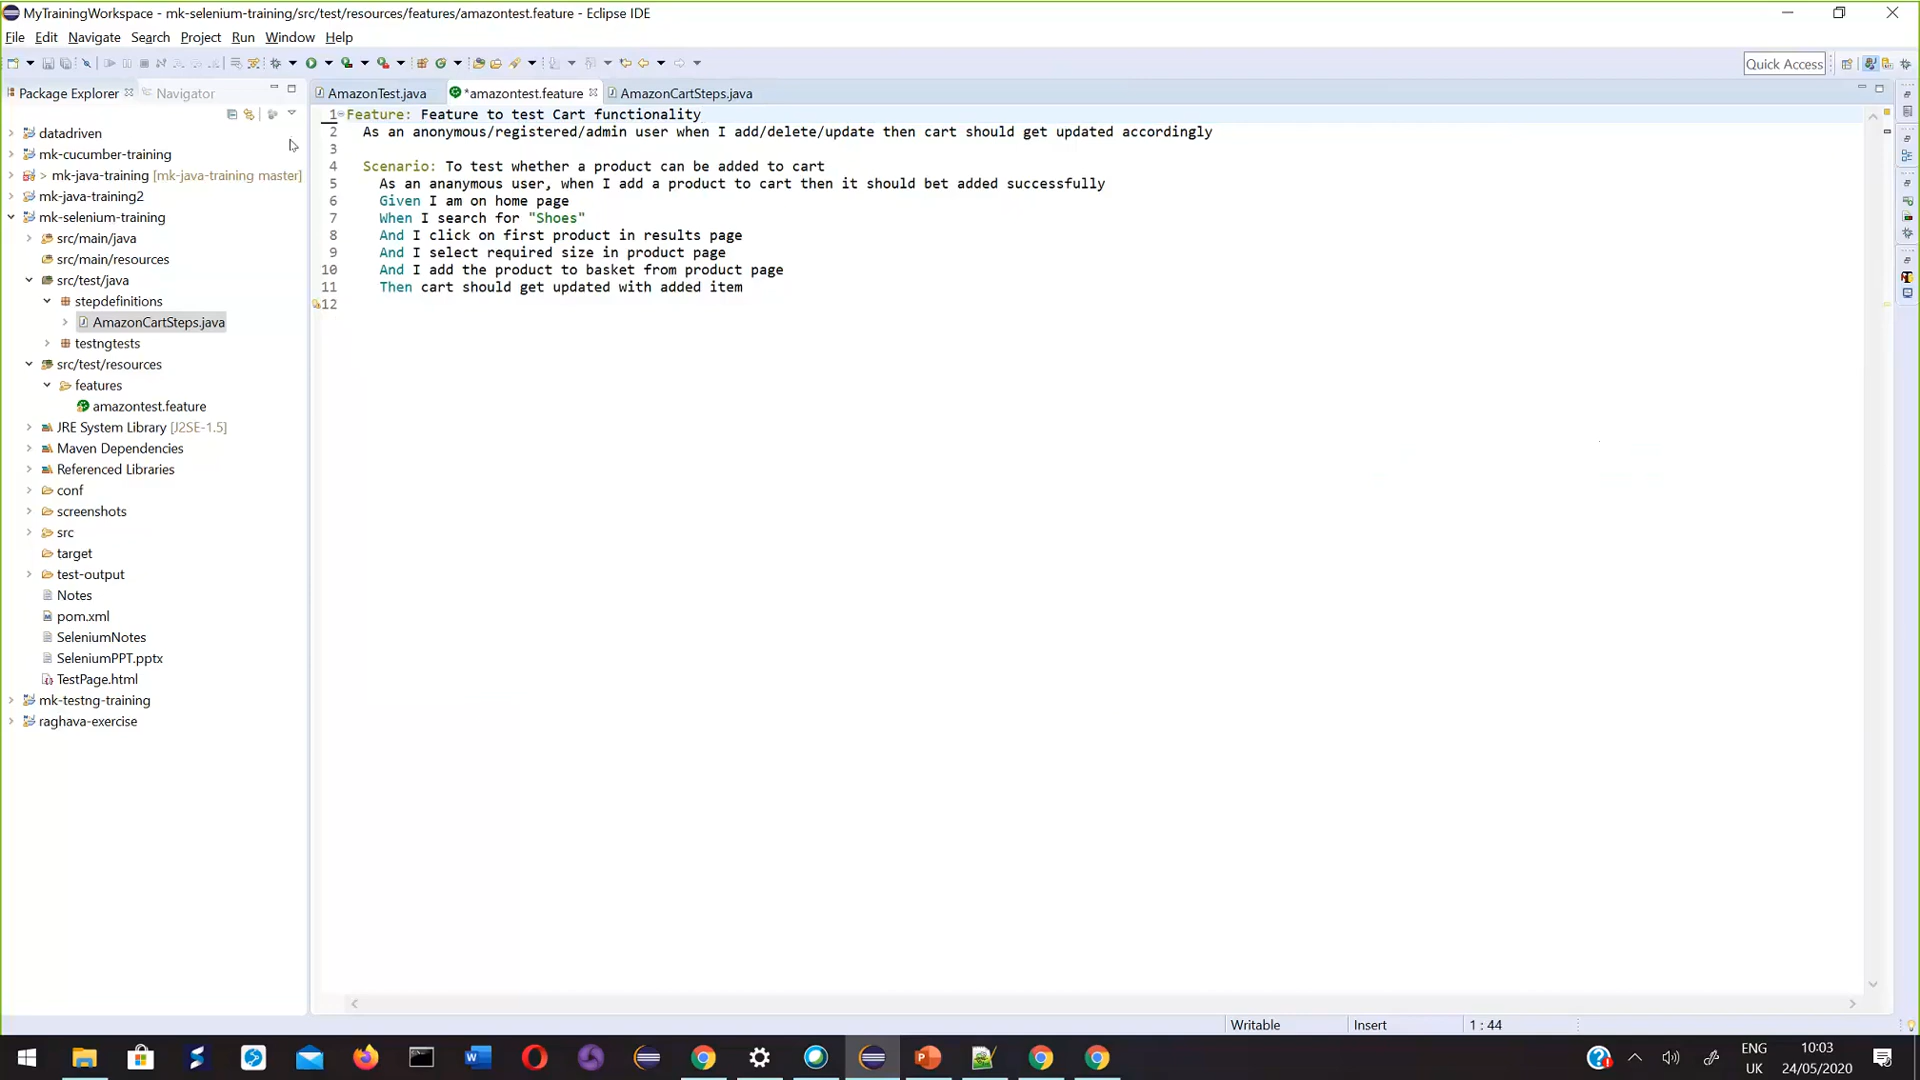 MyTrainingWorkspace - mk-selenium-training/src/test/resources/features/amazontest.feature - Eclipse IDE
File Edit Navigate Search Project Run Window Help
Quick Access
Package Explorer Navigator
AmazonTest.java *amazontest.feature AmazonCartSteps.java
datadriven
mk-cucumber-training
> mk-java-training [mk-java-training master]
mk-java-training2
mk-selenium-training
src/main/java
src/main/resources
src/test/java
stepdefinitions
AmazonCartSteps.java
testngtests
src/test/resources
features
amazontest.feature
JRE System Library [J2SE-1.5]
Maven Dependencies
Referenced Libraries
conf
screenshots
src
target
test-output
Notes
pom.xml
SeleniumNotes
SeleniumPPT.pptx
TestPage.html
mk-testng-training
raghava-exercise
1 Feature: Feature to test Cart functionality
2 As an anonymous/registered/admin user when I add/delete/update then cart should get updated accordingly
3
4 Scenario: To test whether a product can be added to cart
5 As an ananymous user, when I add a product to cart then it should bet added successfully
6 Given I am on home page
7 When I search for "Shoes"
8 And I click on first product in results page
9 And I select required size in product page
10 And I add the product to basket from product page
11 Then cart should get updated with added item
12
Writable Insert 1 : 44
ENG
UK
10:03
24/05/2020